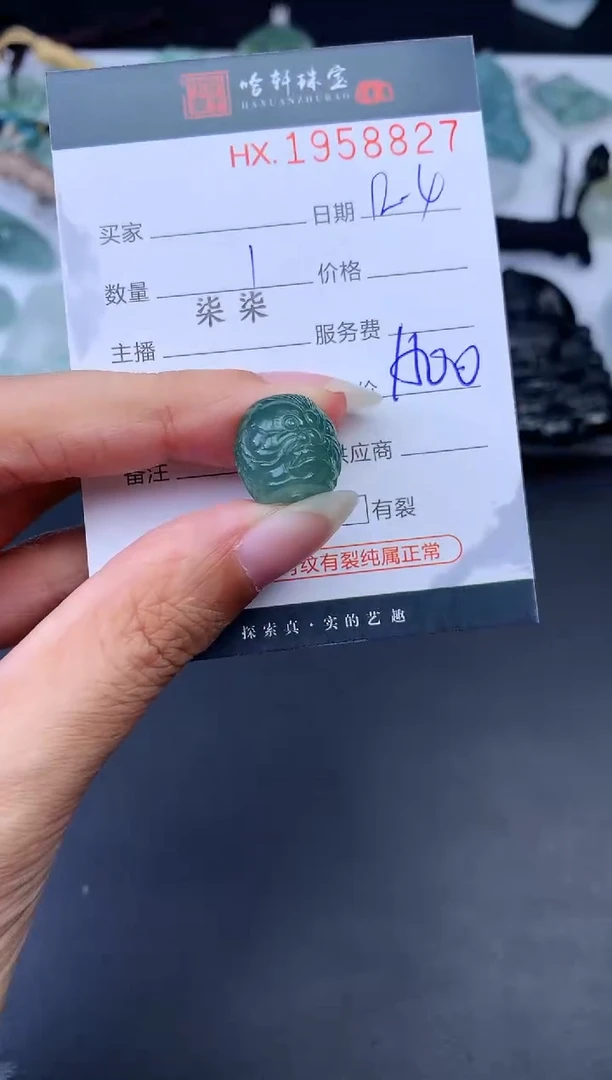 哈轩珠宝
HAXUANZHUBAO
HX.1958827
买家 日期 12-4
数量 1 价格
柒柒
主播 服务费
价
备注 供应商
有裂
纹有裂纯属正常
探索真·实的艺趣